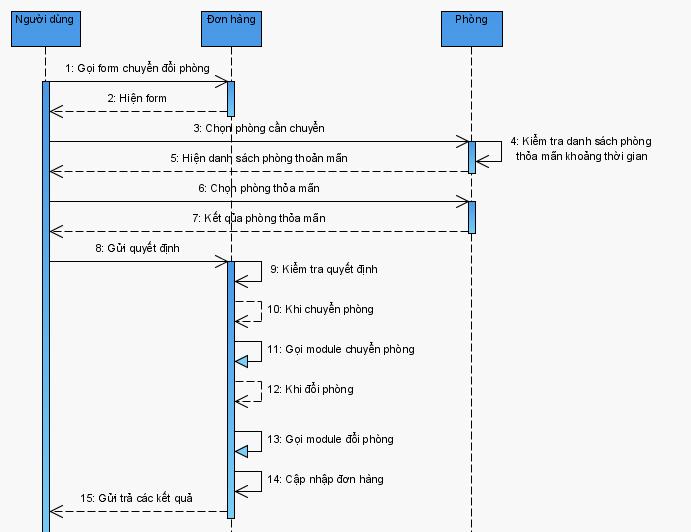 Người dùng
Đơn hàng
Phòng
1: Gọi form chuyển đổi phòng
2: Hiện form
3: Chọn phòng cần chuyển
4: Kiểm tra danh sách phòng
thỏa mãn khoảng thời gian
5: Hiện danh sách phòng thoản mãn
6: Chọn phòng thỏa mãn
7: Kết qủa phòng thỏa mãn
8: Gửi quyết định
9: Kiểm tra quyết định
10: Khi chuyển phòng
11: Gọi module chuyển phòng
12: Khi đổi phòng
13: Gọi module đổi phòng
14: Cập nhập đơn hàng
15: Gửi trả các kết quả